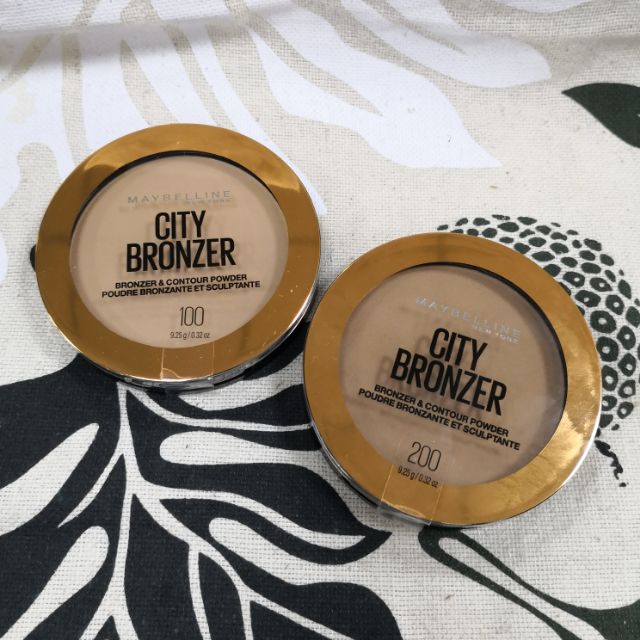 MAYBELLINE
NEW YORK
CITY
BRONZER
BRONZER & CONTOUR POWDER
POUDRE BRONZANTE ET SCULPTANTE
100
9.25 g / 0.32 oz
MAYBELLINE
NEW YORK
CITY
BRONZER
BRONZER & CONTOUR POWDER
POUDRE BRONZANTE ET SCULPTANTE
200
9.25 g / 0.32 oz